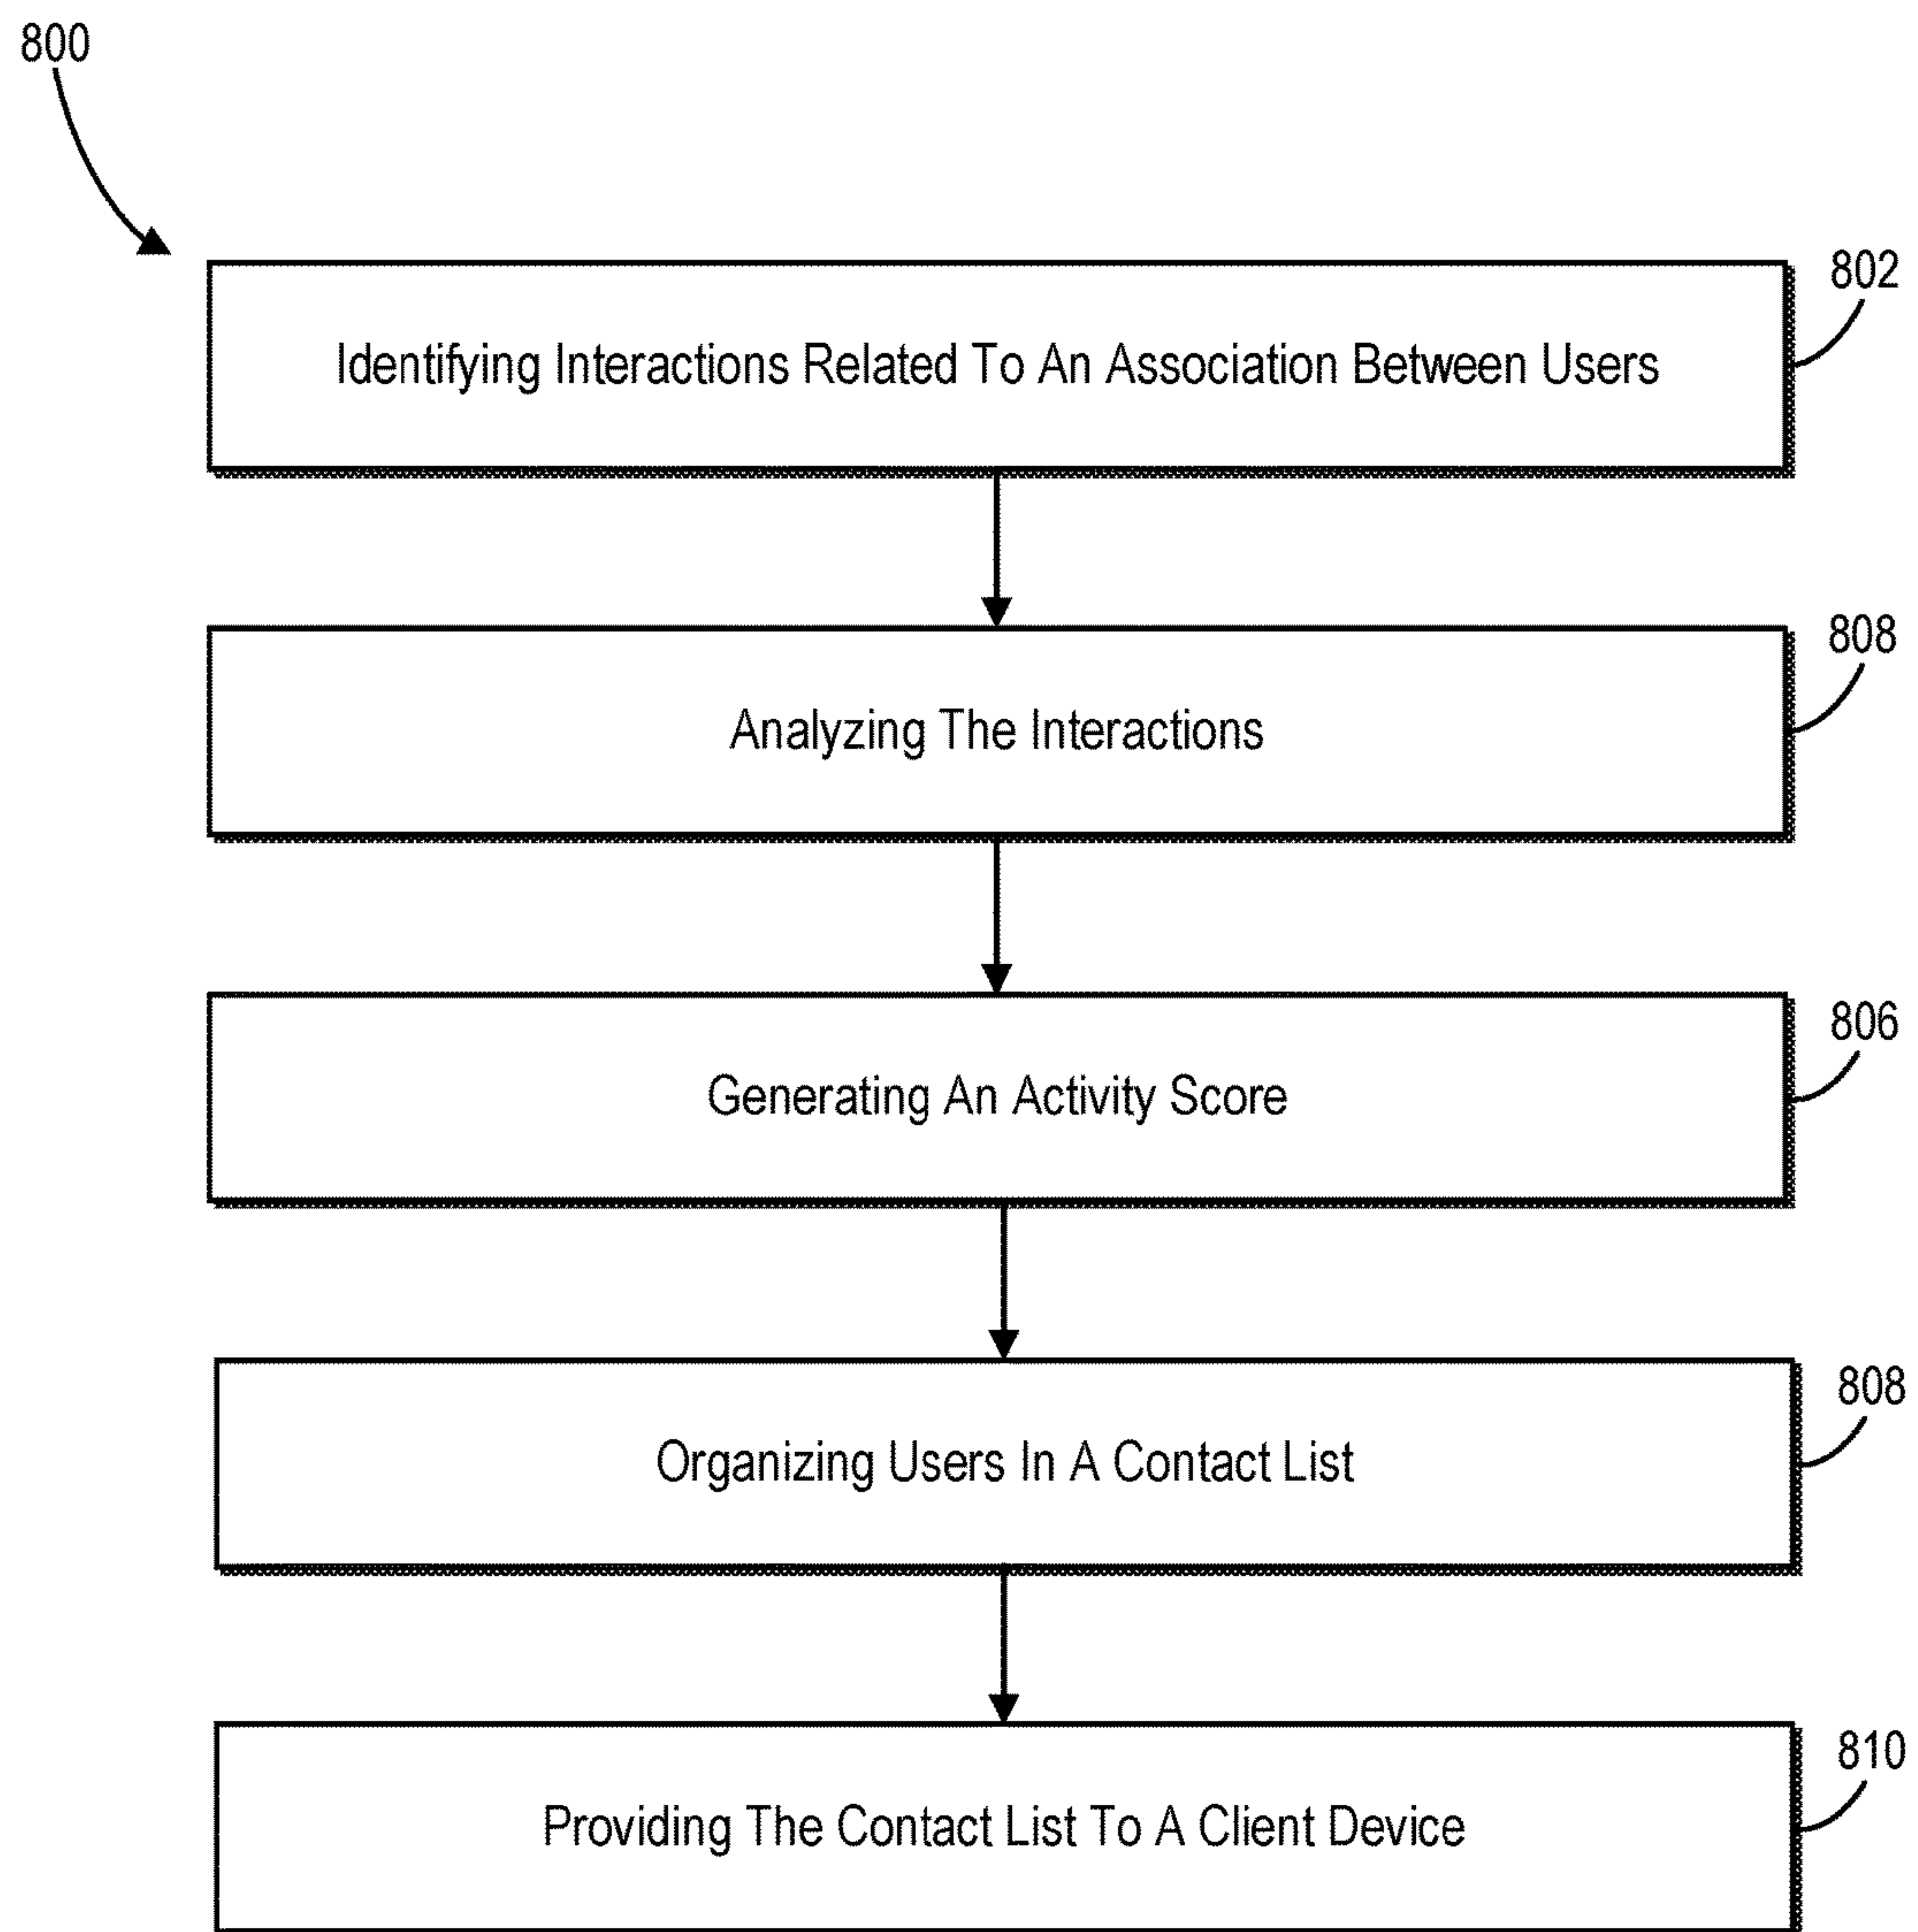 800
802
Identifying Interactions Related To An Association Between Users
808
Analyzing The Interactions
806
Generating An Activity Score
808
Organizing Users In A Contact List
810
Providing The Contact List To A Client Device